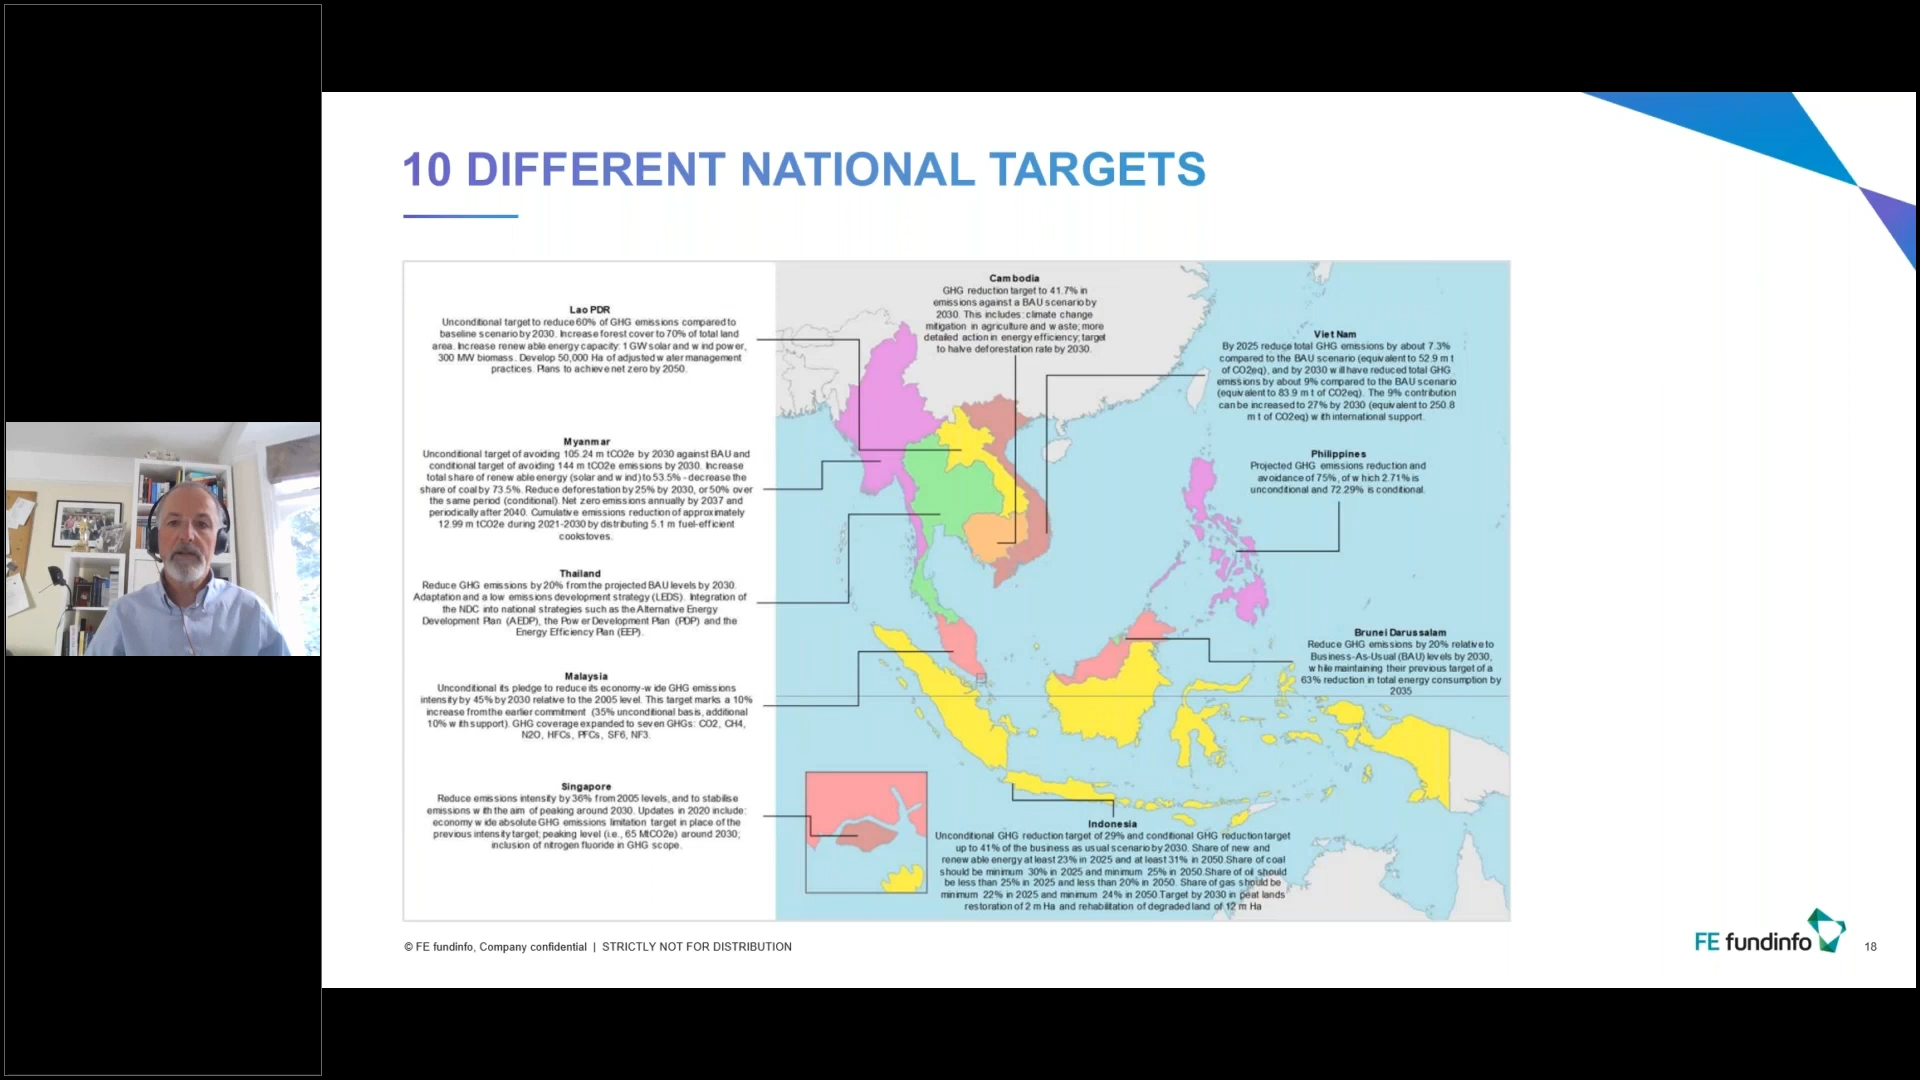 10 DIFFERENT NATIONAL TARGETS
Lao PDR
Unconditional target to reduce 60% of GHG emissions compared to
baseline scenario by 2030. Increase forest cover to 70% of total land
area. Increase renewable energy capacity: 1 GW solar and wind power,
300 MW biomass. Develop 50,000 Ha of adjusted water management
practices. Plans to achieve net zero by 2050.
Myanmar
Unconditional target of avoiding 105.24 m tCO2e by 2030 against BAU and
conditional target of avoiding 144 m tCO2e emissions by 2030. Increase
total share of renewable energy (solar and wind) to 53.5% - decrease the
share of coal by 73.5%. Reduce deforestation by 25% by 2030, or 50% over
the same period (conditional). Net zero emissions annually by 2037 and
periodically after 2040. Cumulative emissions reduction of approximately
12.99 m tCO2e during 2021-2030 by distributing 5.1 m fuel-efficient
cookstoves.
Thailand
Reduce GHG emissions by 20% from the projected BAU levels by 2030.
Adaptation and a low emissions development strategy (LEDS). Integration of
the NDC into national strategies such as the Alternative Energy
Development Plan (AEDP), the Power Development Plan (PDP) and the
Energy Efficiency Plan (EEP).
Malaysia
Unconditional its pledge to reduce its economy-wide GHG emissions
intensity by 45% by 2030 relative to the 2005 level. This target marks a 10%
increase from the earlier commitment (35% unconditional basis, additional
10% with support). GHG coverage expanded to seven GHGs: CO2, CH4,
N2O, HFCs, PFCs, SF6, NF3.
Singapore
Reduce emissions intensity by 36% from 2005 levels, and to stabilise
emissions with the aim of peaking around 2030. Updates in 2020 include:
economy wide absolute GHG emissions limitation target in place of the
previous intensity target; peaking level (i.e., 65 MtCO2e) around 2030;
inclusion of nitrogen fluoride in GHG scope.
Cambodia
GHG reduction target to 41.7% in
emissions against a BAU scenario by
2030. This includes: climate change
mitigation in agriculture and waste; more
detailed action in energy efficiency; target
to halve deforestation rate by 2030.
Viet Nam
By 2025 reduce total GHG emissions by about 7.3%
compared to the BAU scenario (equivalent to 52.9 m t
of CO2eq), and by 2030 will have reduced total GHG
emissions by about 9% compared to the BAU scenario
(equivalent to 83.9 m t of CO2eq). The 9% contribution
can be increased to 27% by 2030 (equivalent to 250.8
m t of CO2eq) with international support.
Philippines
Projected GHG emissions reduction and
avoidance of 75%, of which 2.71% is
unconditional and 72.29% is conditional.
Brunei Darussalam
Reduce GHG emissions by 20% relative to
Business-As-Usual (BAU) levels by 2030,
while maintaining their previous target of a
63% reduction in total energy consumption by
2035
Indonesia
Unconditional GHG reduction target of 29% and conditional GHG reduction target
up to 41% of the business as usual scenario by 2030. Share of new and
renewable energy at least 23% in 2025 and at least 31% in 2050.Share of coal
should be minimum 30% in 2025 and minimum 25% in 2050.Share of oil should
be less than 25% in 2025 and less than 20% in 2050. Share of gas should be
minimum 22% in 2025 and minimum 24% in 2050.Target by 2030 in peat lands
restoration of 2 m Ha and rehabilitation of degraded land of 12 m Ha
© FE fundinfo, Company confidential | STRICTLY NOT FOR DISTRIBUTION
FE fundinfo
18